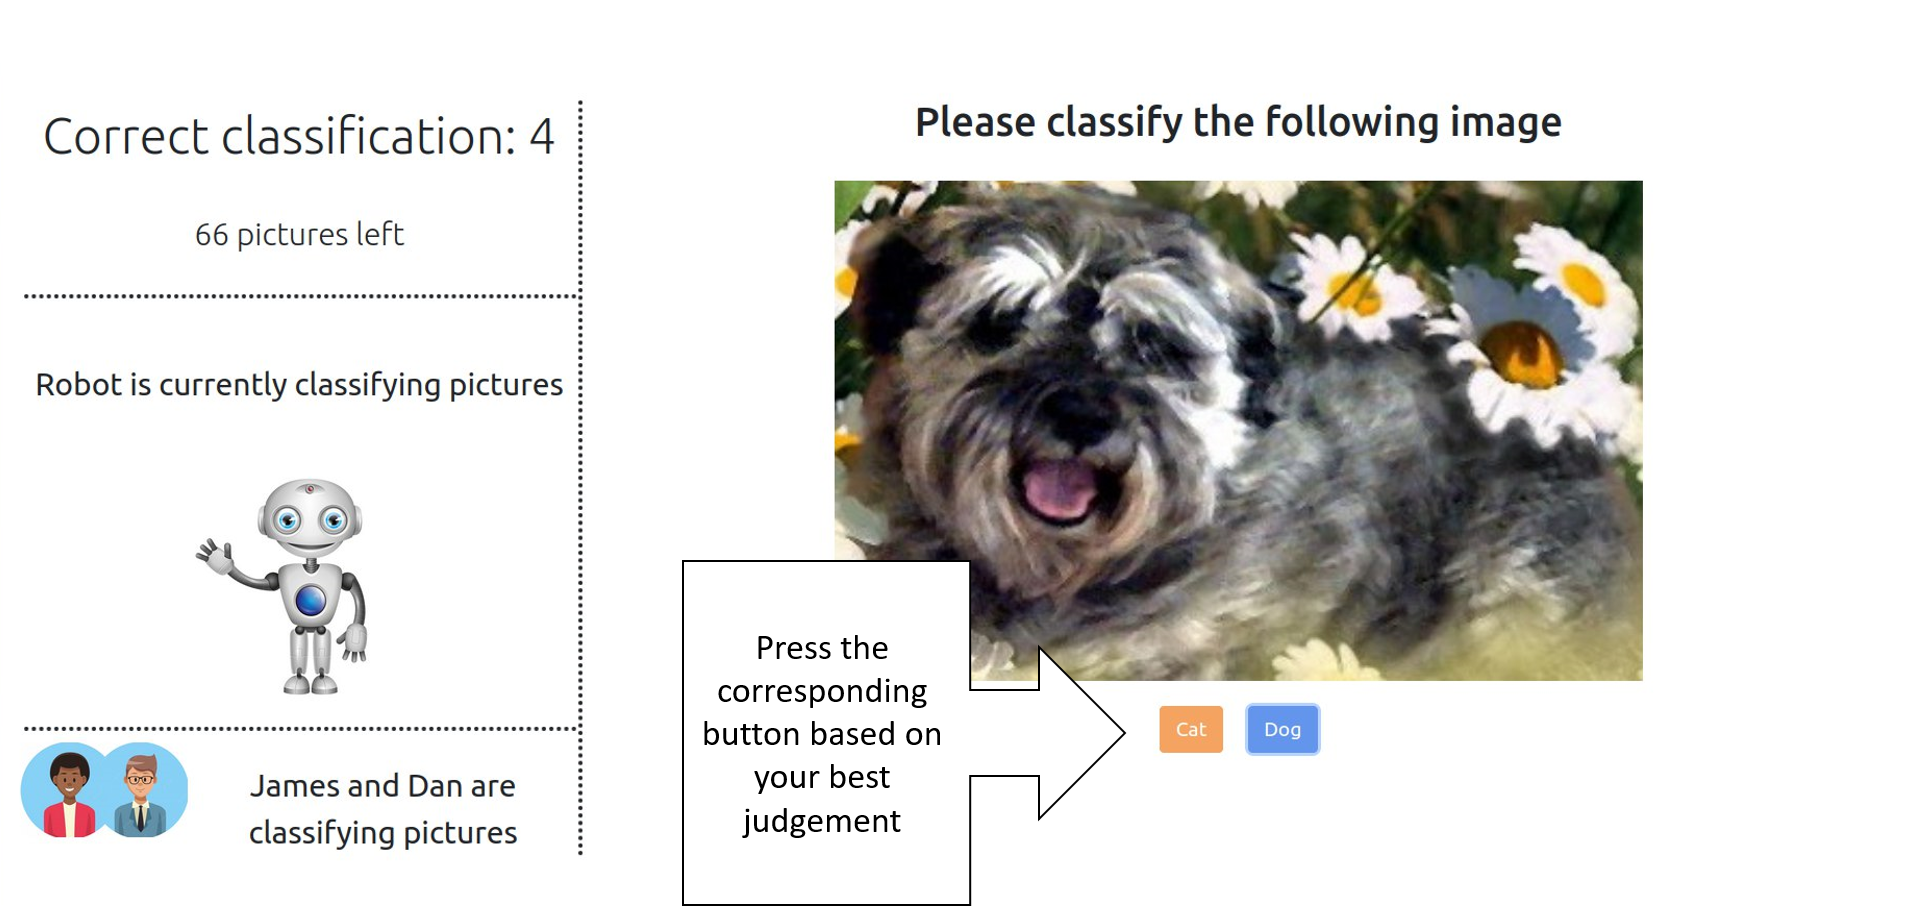 Correct classification: 4
66 pictures left
Robot is currently classifying pictures
James and Dan are
classifying pictures
Please classify the following image
Press the
corresponding
button based on
your best
judgement
Cat
Dog